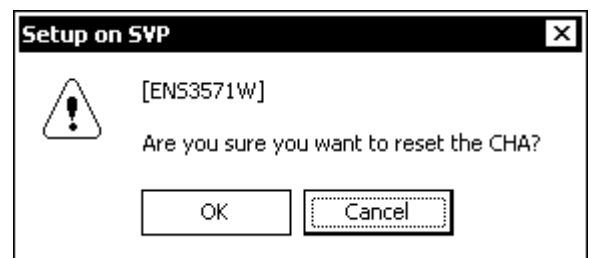 Setup on SVP
[ENS3571W]
Are you sure you want to reset the CHA?
OK
Cancel